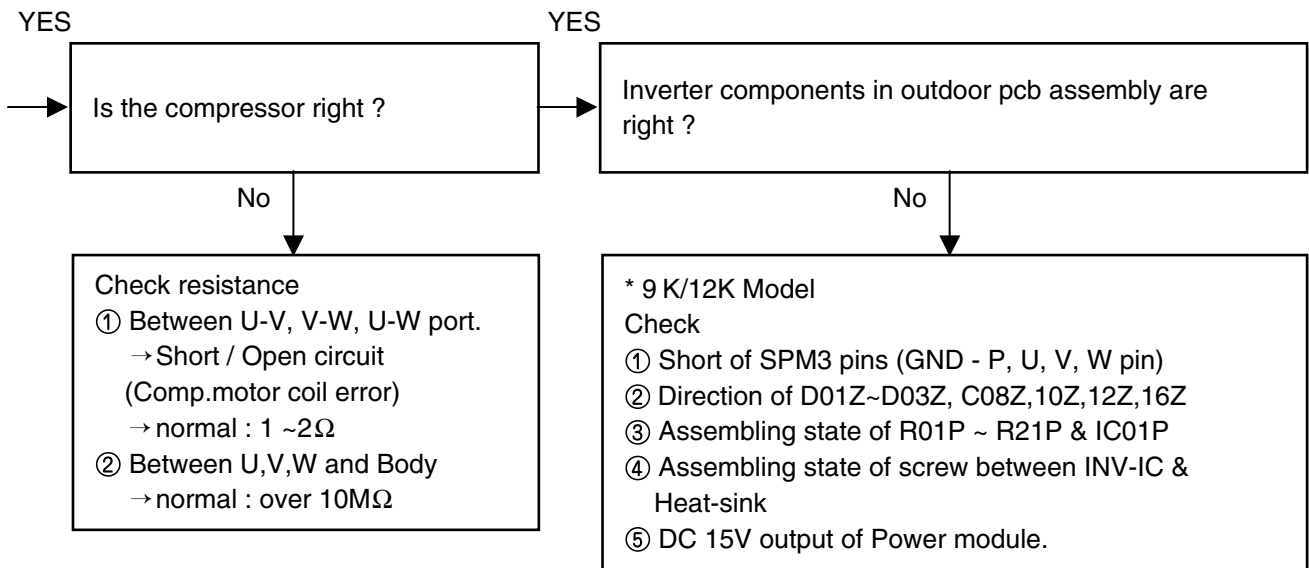 YES
Is the compressor right ?
No
Check resistance
① Between U-V, V-W, U-W port.
→Short / Open circuit
(Comp.motor coil error)
→normal : 1 ~2Ω
② Between U,V,W and Body
→normal : over 10MΩ
YES
Inverter components in outdoor pcb assembly are
right ?
No
* 9 K/12K Model
Check
① Short of SPM3 pins (GND - P, U, V, W pin)
② Direction of D01Z~D03Z, C08Z,10Z,12Z,16Z
③ Assembling state of R01P ~ R21P & IC01P
④ Assembling state of screw between INV-IC &
Heat-sink
⑤ DC 15V output of Power module.